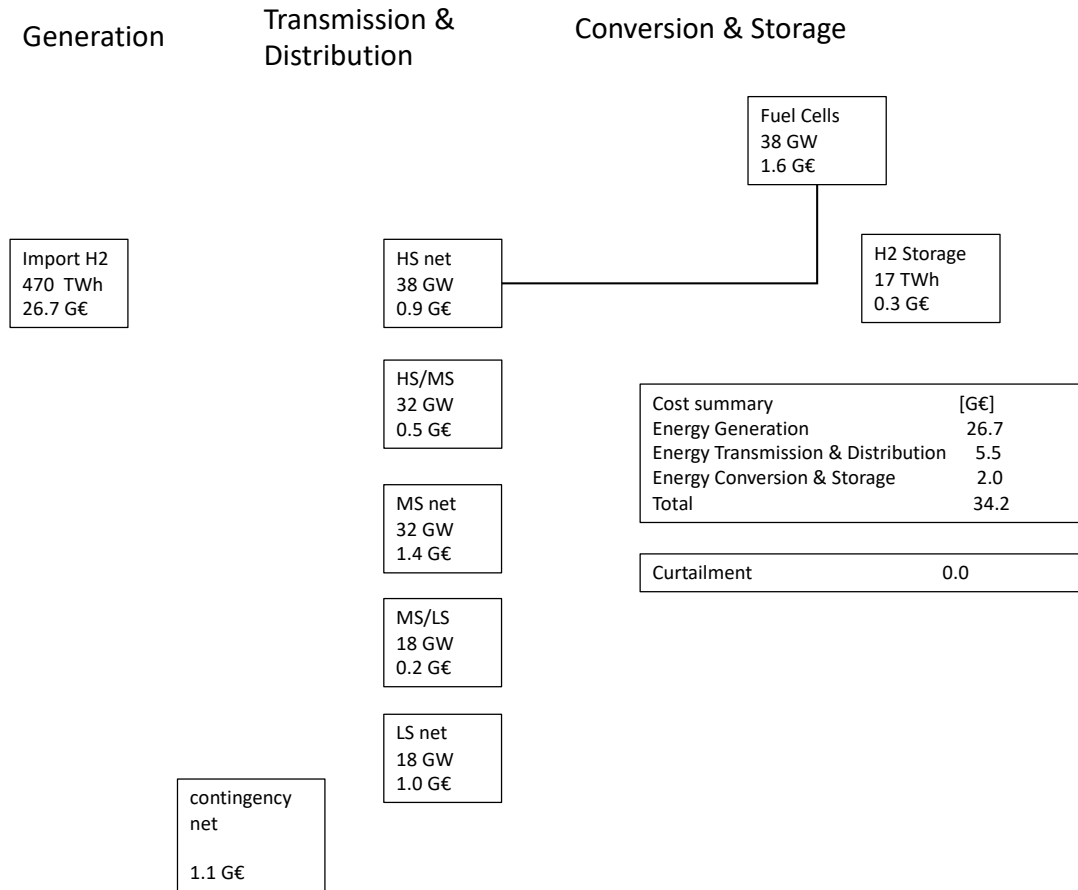 Generation
Transmission &
Distribution
Conversion & Storage
Fuel Cells
38 GW
1.6 G€
Import H2
470 TWh
26.7 G€
HS net
38 GW
0.9 G€
H2 Storage
17 TWh
0.3 G€
HS/MS
32 GW
0.5 G€
Cost summary [G€]
Energy Generation 26.7
Energy Transmission & Distribution 5.5
Energy Conversion & Storage 2.0
Total 34.2
MS net
32 GW
1.4 G€
Curtailment 0.0
MS/LS
18 GW
0.2 G€
LS net
18 GW
1.0 G€
contingency
net
1.1 G€